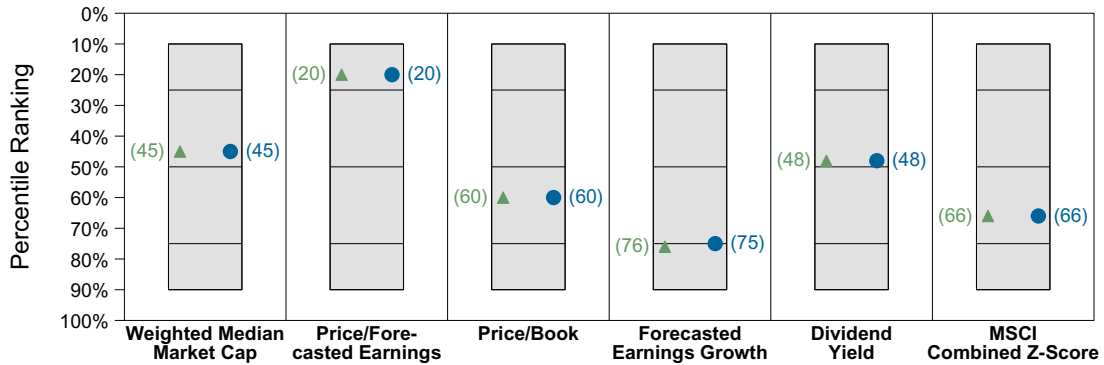 Percentile Ranking
0%
10%
20%
30%
40%
50%
60%
70%
80%
90%
100%
(45) (45)
(20) (20)
(60) (60)
(76) (75)
(48) (48)
(66) (66)
Weighted Median
Market Cap
Price/Fore-
casted Earnings
Price/Book
Forecasted
Earnings Growth
Dividend
Yield
MSCI
Combined Z-Score